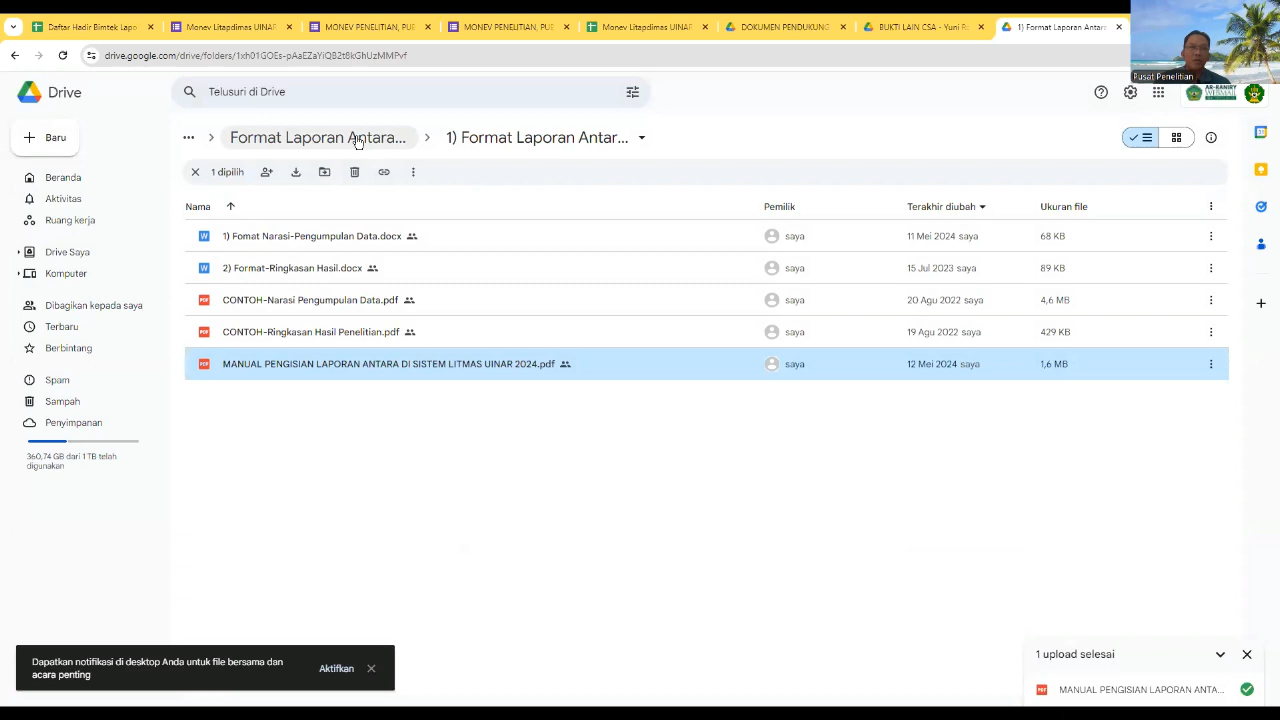 Daftar Hadir Bimtek Lapo
Monev Litapdimas UINAR
MONEV PENELITIAN, PUE
MONEV PENELITIAN, PUE
Monev Litapdimas UINAR
DOKUMEN PENDUKUNG
BUKTI LAIN CSA - Yuni R
1) Format Laporan Antara
drive.google.com/drive/folders/1xh01GOEs-pAaEZaYiQB2t8kGhUzMMPvf
Pusat Penelitian
Drive
Telusuri di Drive
AR-RANIRY
WEBMAIL
Baru
Format Laporan Antara...
1) Format Laporan Antar...
1 dipilih
Beranda
Aktivitas
Ruang kerja
Drive Saya
Komputer
Dibagikan kepada saya
Terbaru
Berbintang
Spam
Sampah
Penyimpanan
360,74 GB dari 1 TB telah
digunakan
Nama Pemilik Terakhir diubah Ukuran file
1) Fomat Narasi-Pengumpulan Data.docx saya 11 Mei 2024 saya 68 KB
2) Format-Ringkasan Hasil.docx saya 15 Jul 2023 saya 89 KB
CONTOH-Narasi Pengumpulan Data.pdf saya 20 Agu 2022 saya 4,6 MB
CONTOH-Ringkasan Hasil Penelitian.pdf saya 19 Agu 2022 saya 429 KB
MANUAL PENGISIAN LAPORAN ANTARA DI SISTEM LITMAS UINAR 2024.pdf saya 12 Mei 2024 saya 1,6 MB
Dapatkan notifikasi di desktop Anda untuk file bersama dan
acara penting
Aktifkan
1 upload selesai
MANUAL PENGISIAN LAPORAN ANTA...